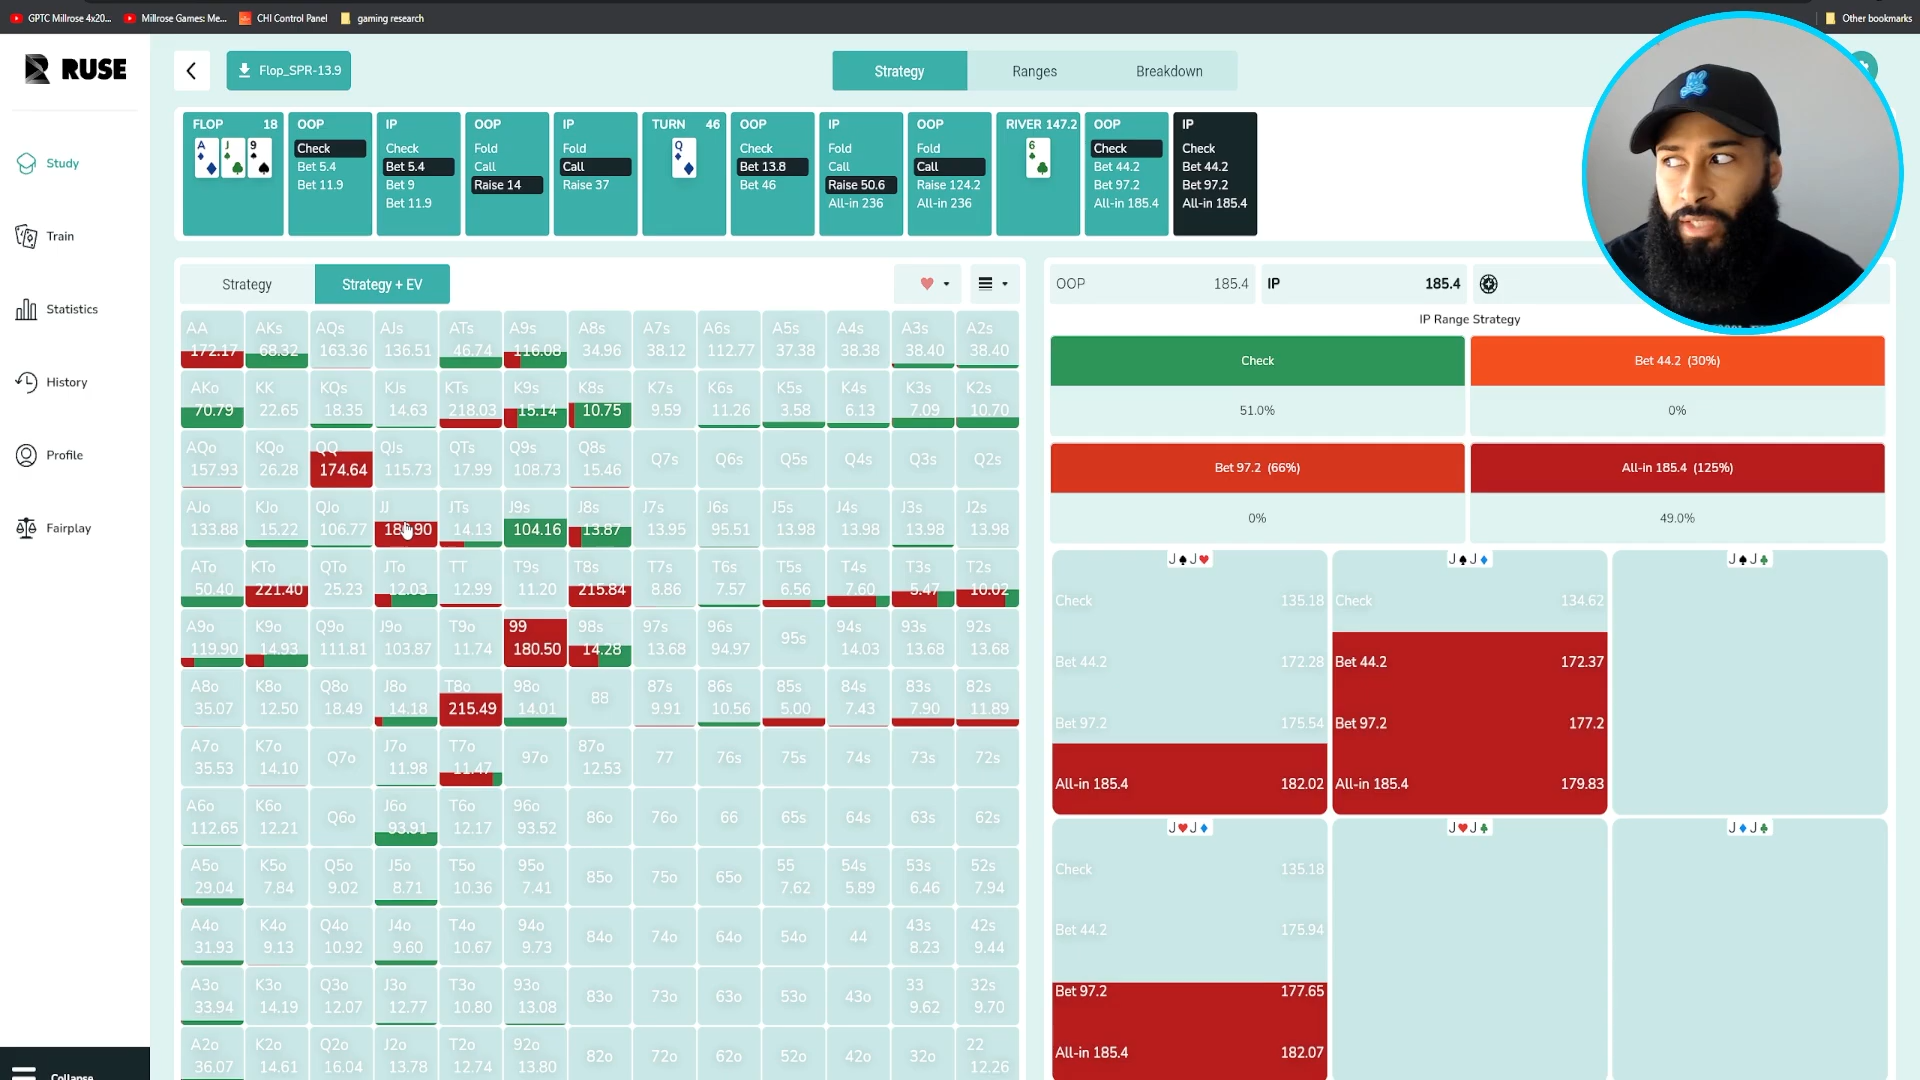 GPTC Millrose 4x20...
Millrose Games: Me...
CHI Control Panel
gaming research
Other bookmarks
RUSE
Flop_SPR-13.9
Strategy
Ranges
Breakdown
Study
Train
Statistics
History
Profile
Fairplay
Collapse
FLOP 18
A J 9
OOP
Check
Bet 5.4
Bet 11.9
IP
Check
Bet 5.4
Bet 9
Bet 11.9
OOP
Fold
Call
Raise 14
IP
Fold
Call
Raise 37
TURN 46
Q
OOP
Check
Bet 13.8
Bet 46
IP
Fold
Call
Raise 50.6
All-in 236
OOP
Fold
Call
Raise 124.2
All-in 236
RIVER 147.2
6
OOP
Check
Bet 44.2
Bet 97.2
All-in 185.4
IP
Check
Bet 44.2
Bet 97.2
All-in 185.4
Strategy
Strategy + EV
AA AKs AQs AJs ATs A9s A8s A7s A6s A5s A4s A3s A2s
172.17 68.32 163.36 136.51 46.74 116.08 34.96 38.12 112.77 37.38 38.38 38.40 38.40
AKo KK KQs KJs KTs K9s K8s K7s K6s K5s K4s K3s K2s
70.79 22.65 18.35 14.63 218.03 15.14 10.75 9.59 11.26 3.58 6.13 7.09 10.70
AQo KQo QQ QJs QTs Q9s Q8s Q7s Q6s Q5s Q4s Q3s Q2s
157.93 26.28 174.64 115.73 17.99 108.73 15.46
AJo KJo QJo JJ JTs J9s J8s J7s J6s J5s J4s J3s J2s
133.88 15.22 106.77 14.13 104.16 13.87 13.95 95.51 13.98 13.98 13.98 13.98
ATo KTo QTo JTo TT T9s T8s T7s T6s T5s T4s T3s T2s
50.40 221.40 25.23 12.03 12.99 11.20 215.84 8.86 7.57 6.56 7.60 5.47 10.02
A9o K9o Q9o J9o T9o 99 98s 97s 96s 95s 94s 93s 92s
119.90 14.93 111.81 103.87 11.74 180.50 14.28 13.68 94.97 14.03 13.68 13.68
A8o K8o Q8o J8o T8o 98o 88 87s 86s 85s 84s 83s 82s
35.07 12.50 18.49 14.18 215.49 14.01 9.91 10.56 5.00 7.43 7.90 11.89
A7o K7o Q7o J7o T7o 97o 87o 77 76s 75s 74s 73s 72s
35.53 14.10 11.98 11.47 12.53
A6o K6o Q6o J6o T6o 96o 86o 76o 66 65s 64s 63s 62s
112.65 12.21 93.91 12.17 93.52
A5o K5o Q5o J5o T5o 95o 85o 75o 65o 55 54s 53s 52s
29.04 7.84 9.02 8.71 10.36 7.41 7.62 5.89 6.46 7.94
A4o K4o Q4o J4o T4o 94o 84o 74o 64o 54o 44 43s 42s
31.93 9.13 10.92 9.60 10.67 9.73 8.23 9.44
A3o K3o Q3o J3o T3o 93o 83o 73o 63o 53o 43o 33 32s
33.94 14.19 12.07 12.77 10.80 13.08 9.62 9.70
A2o K2o Q2o J2o T2o 92o 82o 72o 62o 52o 42o 32o 22
36.07 14.61 16.04 13.78 12.74 13.80 12.26
OOP 185.4
IP 185.4
IP Range Strategy
Check
51.0%
Bet 44.2 (30%)
0%
Bet 97.2 (66%)
0%
All-in 185.4 (125%)
49.0%
J♠J♥
Check 135.18
Bet 44.2 172.28
Bet 97.2 175.54
All-in 185.4 182.02
J♠J♦
Check 134.62
Bet 44.2 172.37
Bet 97.2 177.2
All-in 185.4 179.83
J♠J♣
J♥J♦
Check 135.18
Bet 44.2 175.94
Bet 97.2 177.65
All-in 185.4 182.07
J♥J♣
J♦J♣